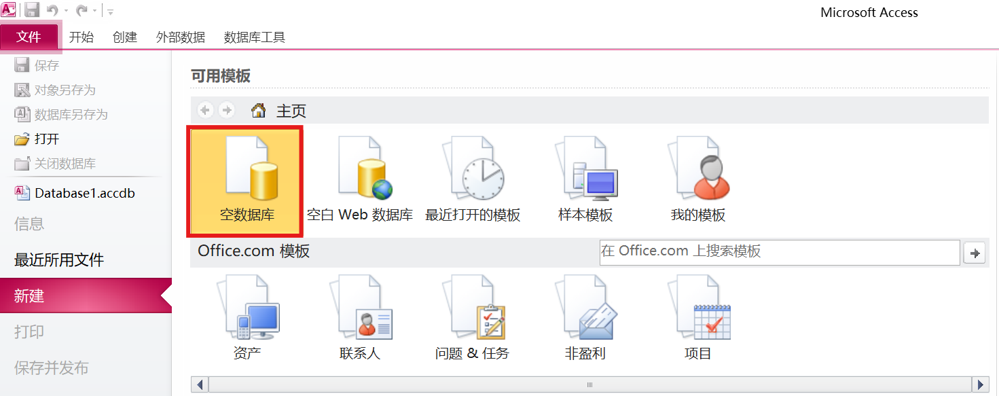 Microsoft Access
文件 开始 创建 外部数据 数据库工具
保存
对象另存为
数据库另存为
打开
关闭数据库
Database1.accdb
信息
最近所用文件
新建
打印
保存并发布
可用模板
主页
空数据库 空白 Web 数据库 最近打开的模板 样本模板 我的模板
Office.com 模板 在 Office.com 上搜索模板
资产 联系人 问题 & 任务 非盈利 项目